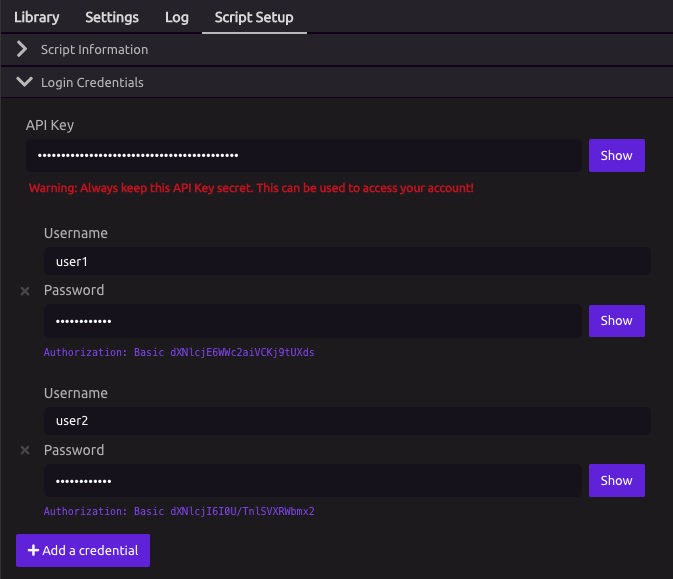 Library Settings Log Script Setup
Script Information
Login Credentials
API Key
•••••••••••••••••••••••••••••••••••••••••••
Show
Warning: Always keep this API Key secret. This can be used to access your account!
Username
user1
Password
••••••••••••
Show
Authorization: Basic dXNlcjE6WWc2aiVCKj9tUXds
Username
user2
Password
••••••••••••
Show
Authorization: Basic dXNlcjI6I0U/TnlSVXRWbmx2
Add a credential